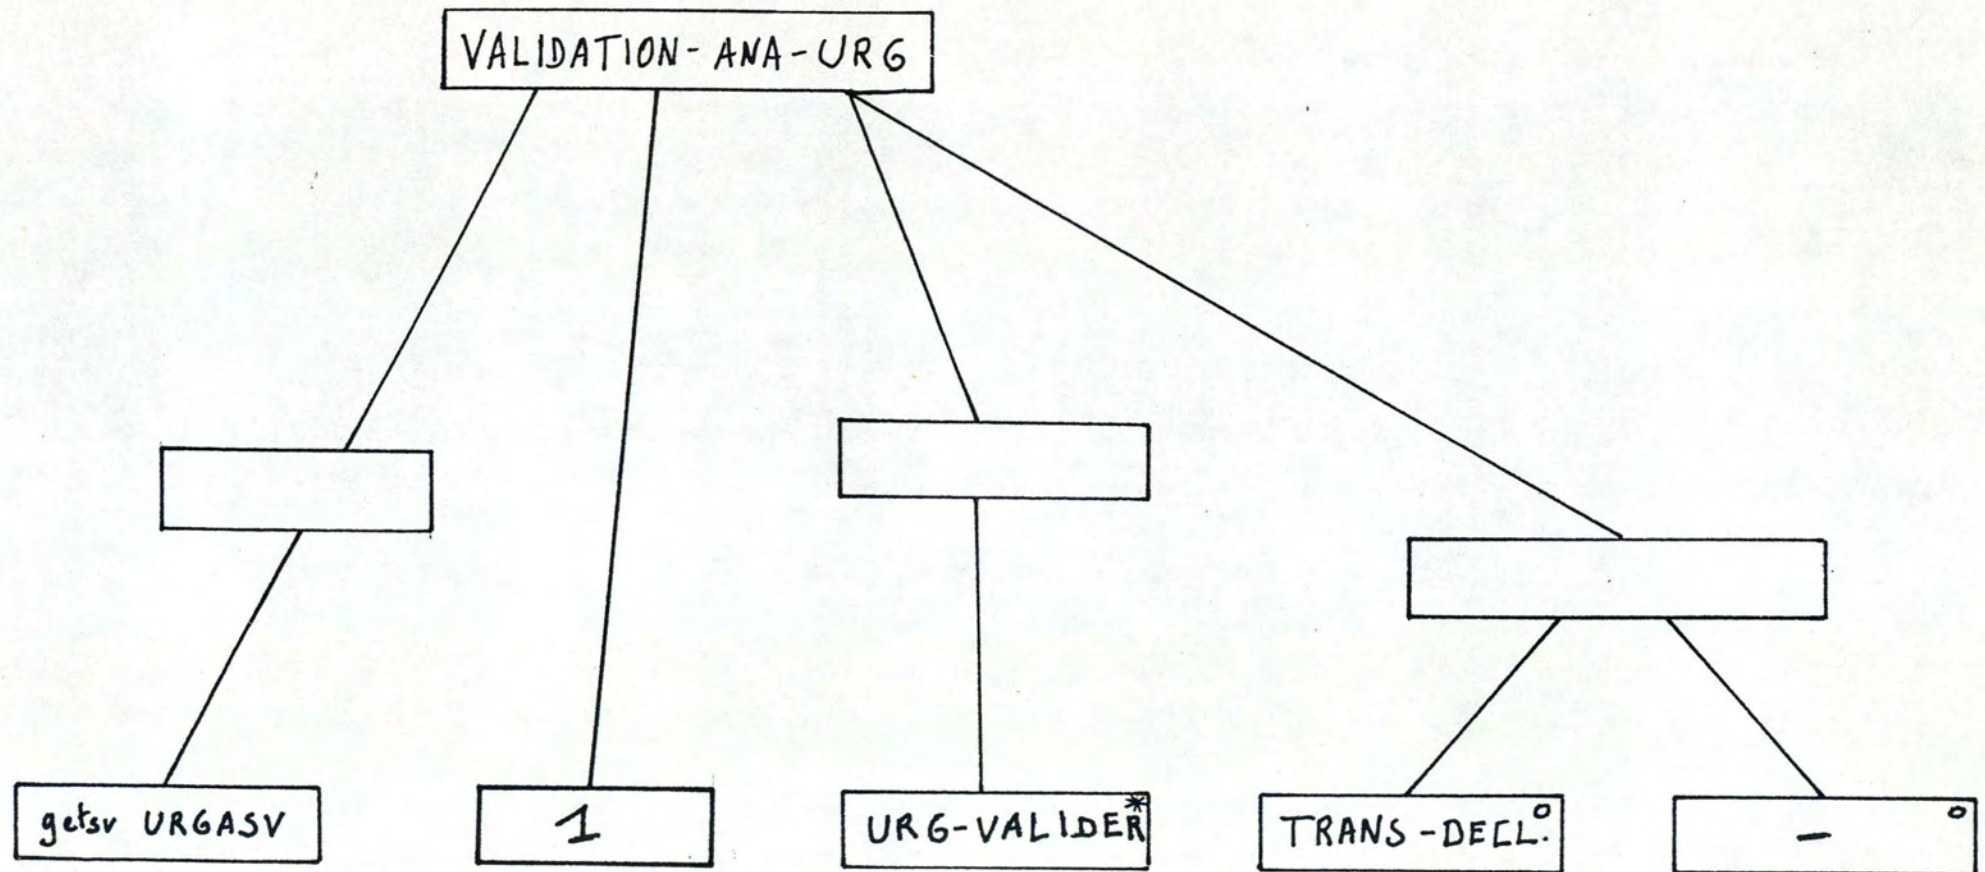 VALIDATION-ANA-URG
getsv URGASV
1
URG-VALIDER*
TRANS-DECL.o
- o